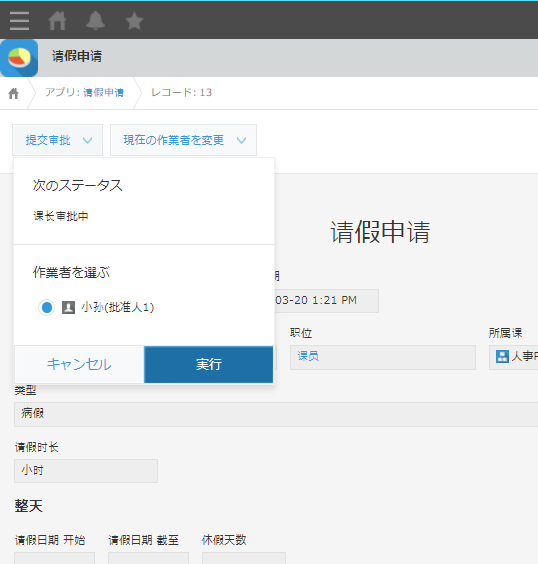 请假申请
アプリ: 请假申请
レコード: 13
提交审批
現在の作業者を変更
次のステータス
课长审批中
作業者を選ぶ
小孙(批准人1)
キャンセル
実行
请假申请
期
03-20 1:21 PM
职位
所属课
课员
人事
类型
病假
请假时长
小时
整天
请假日期 开始
请假日期 截至
休假天数